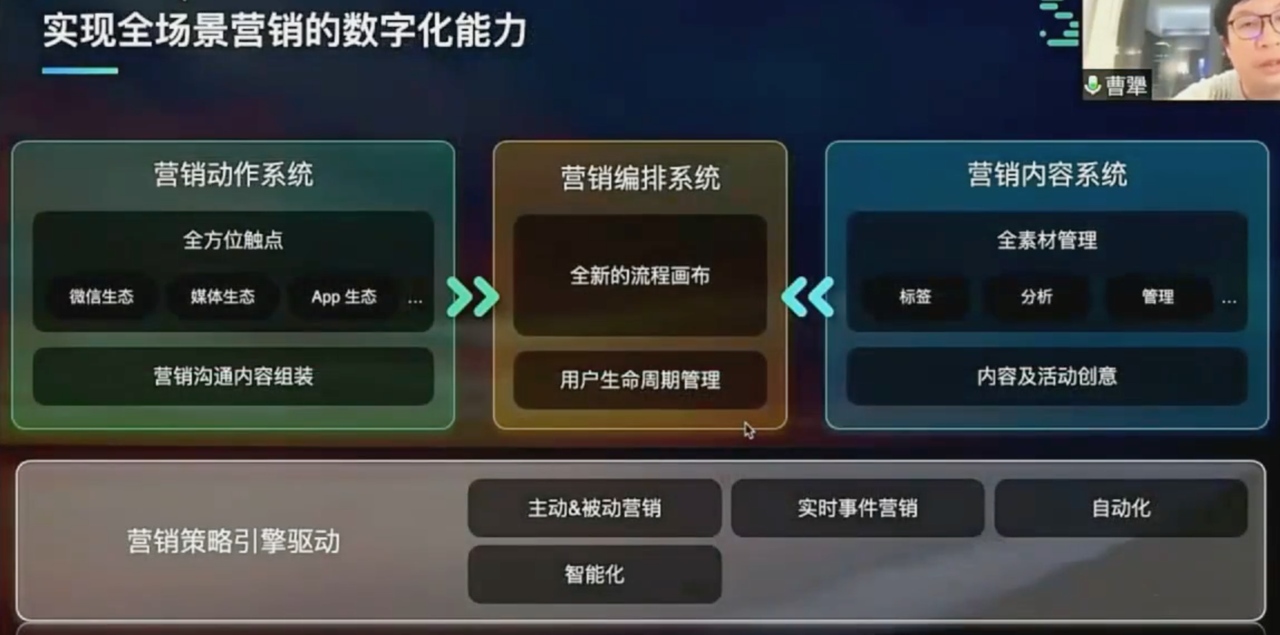 实现全场景营销的数字化能力
曹犟
营销动作系统
全方位触点
微信生态 媒体生态 App 生态 ...
营销沟通内容组装
营销编排系统
全新的流程画布
用户生命周期管理
营销内容系统
全素材管理
标签 分析 管理 ...
内容及活动创意
营销策略引擎驱动
主动&被动营销 实时事件营销 自动化
智能化